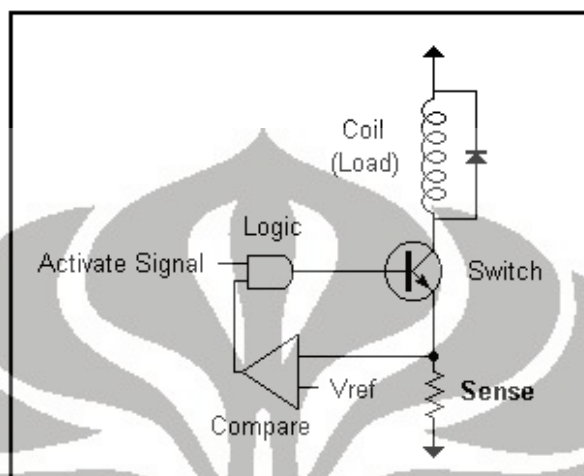 Coil
(Load)
Logic
Activate Signal
Switch
Vref
Sense
Compare